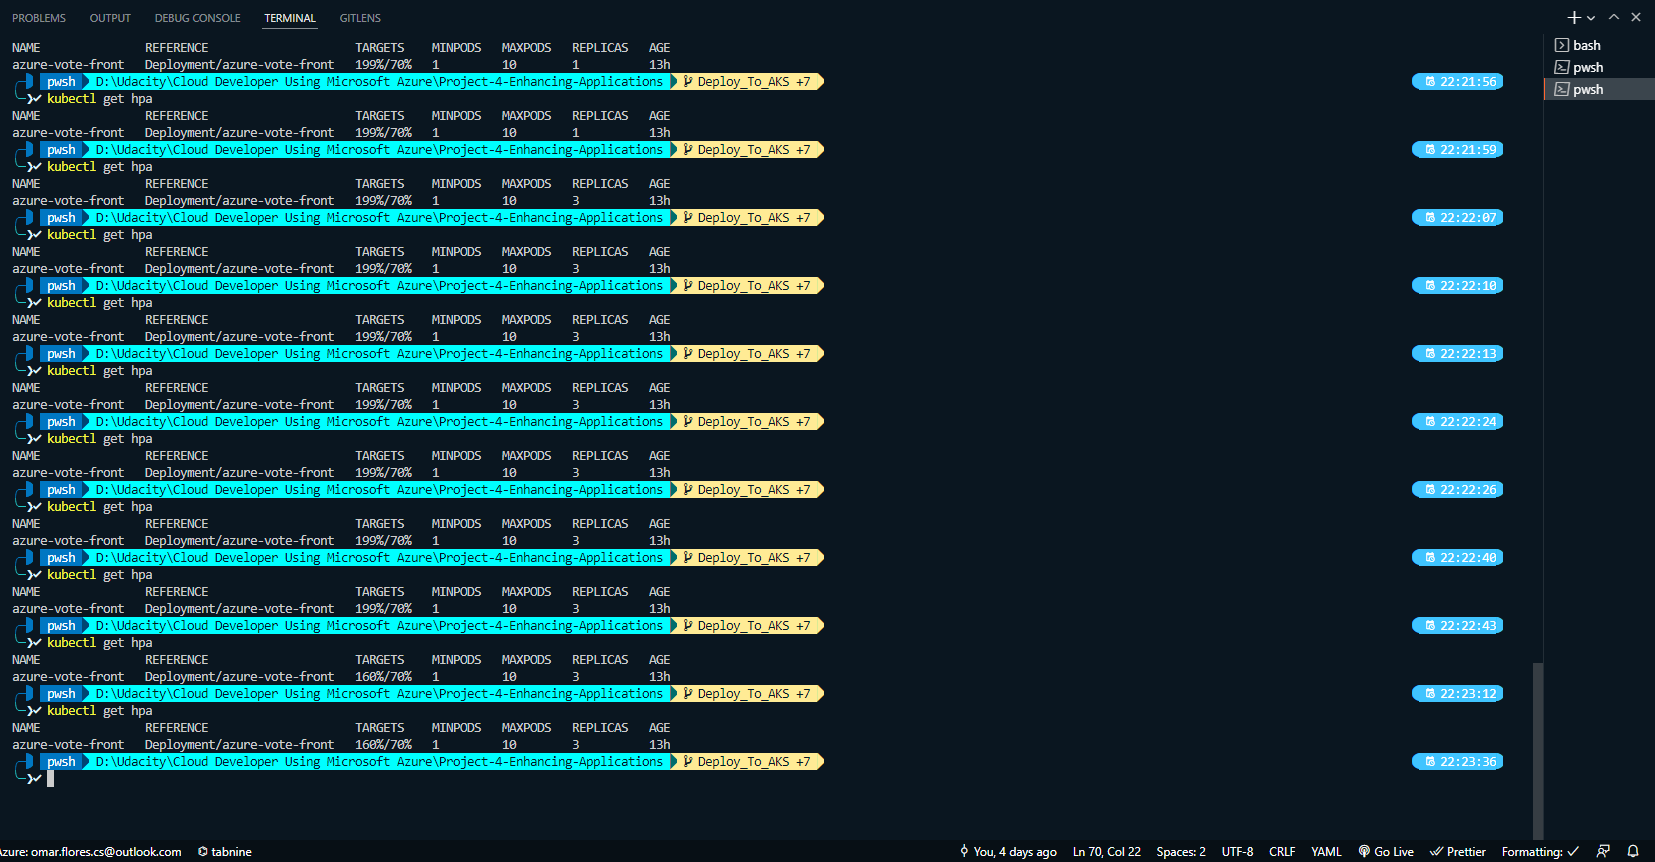 PROBLEMS OUTPUT DEBUG CONSOLE TERMINAL GITLENS
NAME REFERENCE TARGETS MINPODS MAXPODS REPLICAS AGE
azure-vote-front Deployment/azure-vote-front 199%/70% 1 10 1 13h
pwsh D:\Udacity\Cloud Developer Using Microsoft Azure\Project-4-Enhancing-Applications Deploy_To_AKS +7 22:21:56
kubectl get hpa
NAME REFERENCE TARGETS MINPODS MAXPODS REPLICAS AGE
azure-vote-front Deployment/azure-vote-front 199%/70% 1 10 1 13h
pwsh D:\Udacity\Cloud Developer Using Microsoft Azure\Project-4-Enhancing-Applications Deploy_To_AKS +7 22:21:59
kubectl get hpa
NAME REFERENCE TARGETS MINPODS MAXPODS REPLICAS AGE
azure-vote-front Deployment/azure-vote-front 199%/70% 1 10 3 13h
pwsh D:\Udacity\Cloud Developer Using Microsoft Azure\Project-4-Enhancing-Applications Deploy_To_AKS +7 22:22:07
kubectl get hpa
NAME REFERENCE TARGETS MINPODS MAXPODS REPLICAS AGE
azure-vote-front Deployment/azure-vote-front 199%/70% 1 10 3 13h
pwsh D:\Udacity\Cloud Developer Using Microsoft Azure\Project-4-Enhancing-Applications Deploy_To_AKS +7 22:22:10
kubectl get hpa
NAME REFERENCE TARGETS MINPODS MAXPODS REPLICAS AGE
azure-vote-front Deployment/azure-vote-front 199%/70% 1 10 3 13h
pwsh D:\Udacity\Cloud Developer Using Microsoft Azure\Project-4-Enhancing-Applications Deploy_To_AKS +7 22:22:13
kubectl get hpa
NAME REFERENCE TARGETS MINPODS MAXPODS REPLICAS AGE
azure-vote-front Deployment/azure-vote-front 199%/70% 1 10 3 13h
pwsh D:\Udacity\Cloud Developer Using Microsoft Azure\Project-4-Enhancing-Applications Deploy_To_AKS +7 22:22:24
kubectl get hpa
NAME REFERENCE TARGETS MINPODS MAXPODS REPLICAS AGE
azure-vote-front Deployment/azure-vote-front 199%/70% 1 10 3 13h
pwsh D:\Udacity\Cloud Developer Using Microsoft Azure\Project-4-Enhancing-Applications Deploy_To_AKS +7 22:22:26
kubectl get hpa
NAME REFERENCE TARGETS MINPODS MAXPODS REPLICAS AGE
azure-vote-front Deployment/azure-vote-front 199%/70% 1 10 3 13h
pwsh D:\Udacity\Cloud Developer Using Microsoft Azure\Project-4-Enhancing-Applications Deploy_To_AKS +7 22:22:40
kubectl get hpa
NAME REFERENCE TARGETS MINPODS MAXPODS REPLICAS AGE
azure-vote-front Deployment/azure-vote-front 199%/70% 1 10 3 13h
pwsh D:\Udacity\Cloud Developer Using Microsoft Azure\Project-4-Enhancing-Applications Deploy_To_AKS +7 22:22:43
kubectl get hpa
NAME REFERENCE TARGETS MINPODS MAXPODS REPLICAS AGE
azure-vote-front Deployment/azure-vote-front 160%/70% 1 10 3 13h
pwsh D:\Udacity\Cloud Developer Using Microsoft Azure\Project-4-Enhancing-Applications Deploy_To_AKS +7 22:23:12
kubectl get hpa
NAME REFERENCE TARGETS MINPODS MAXPODS REPLICAS AGE
azure-vote-front Deployment/azure-vote-front 160%/70% 1 10 3 13h
pwsh D:\Udacity\Cloud Developer Using Microsoft Azure\Project-4-Enhancing-Applications Deploy_To_AKS +7 22:23:36
bash
pwsh
pwsh
Azure: omar.flores.cs@outlook.com tabnine You, 4 days ago Ln 70, Col 22 Spaces: 2 UTF-8 CRLF YAML Go Live Prettier Formatting: